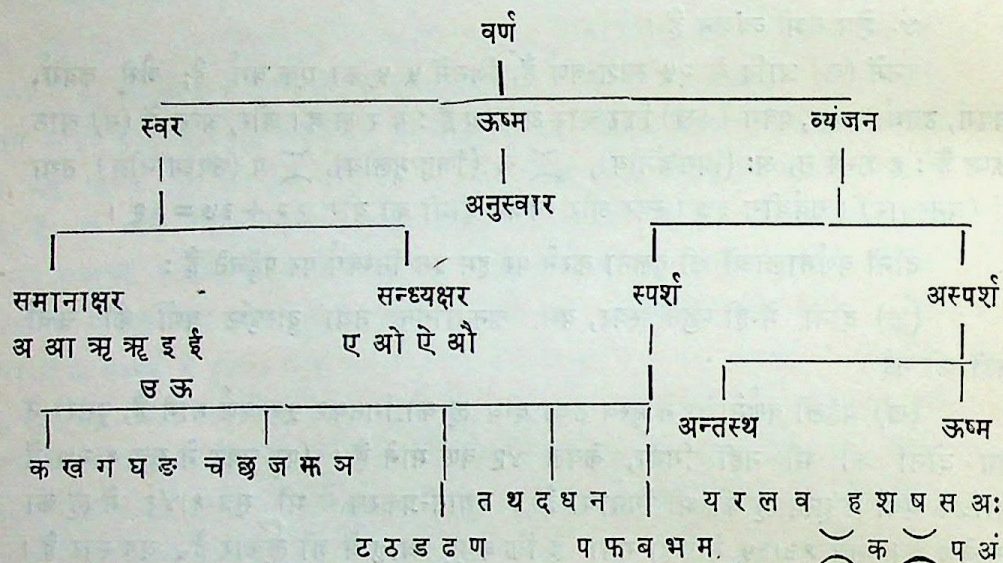 वर्ण
स्वर ऊष्म व्यंजन
अनुस्वार
समानाक्षर सन्ध्यक्षर स्पर्श अस्पर्श
अ आ ऋ ॠ इ ई ए ओ ऐ औ
उ ऊ
अन्तस्थ ऊष्म
क ख ग घ ङ च छ ज झ ञ
त थ द ध न य र ल व ह श ष स अः
ट ठ ड ढ ण प फ ब भ म. क प अं